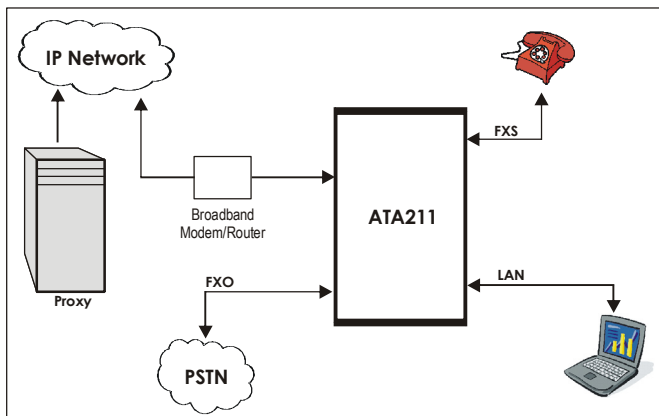 IP Network
FXS
ATA211
Broadband
Modem/Router
LAN
FXO
Proxy
PSTN